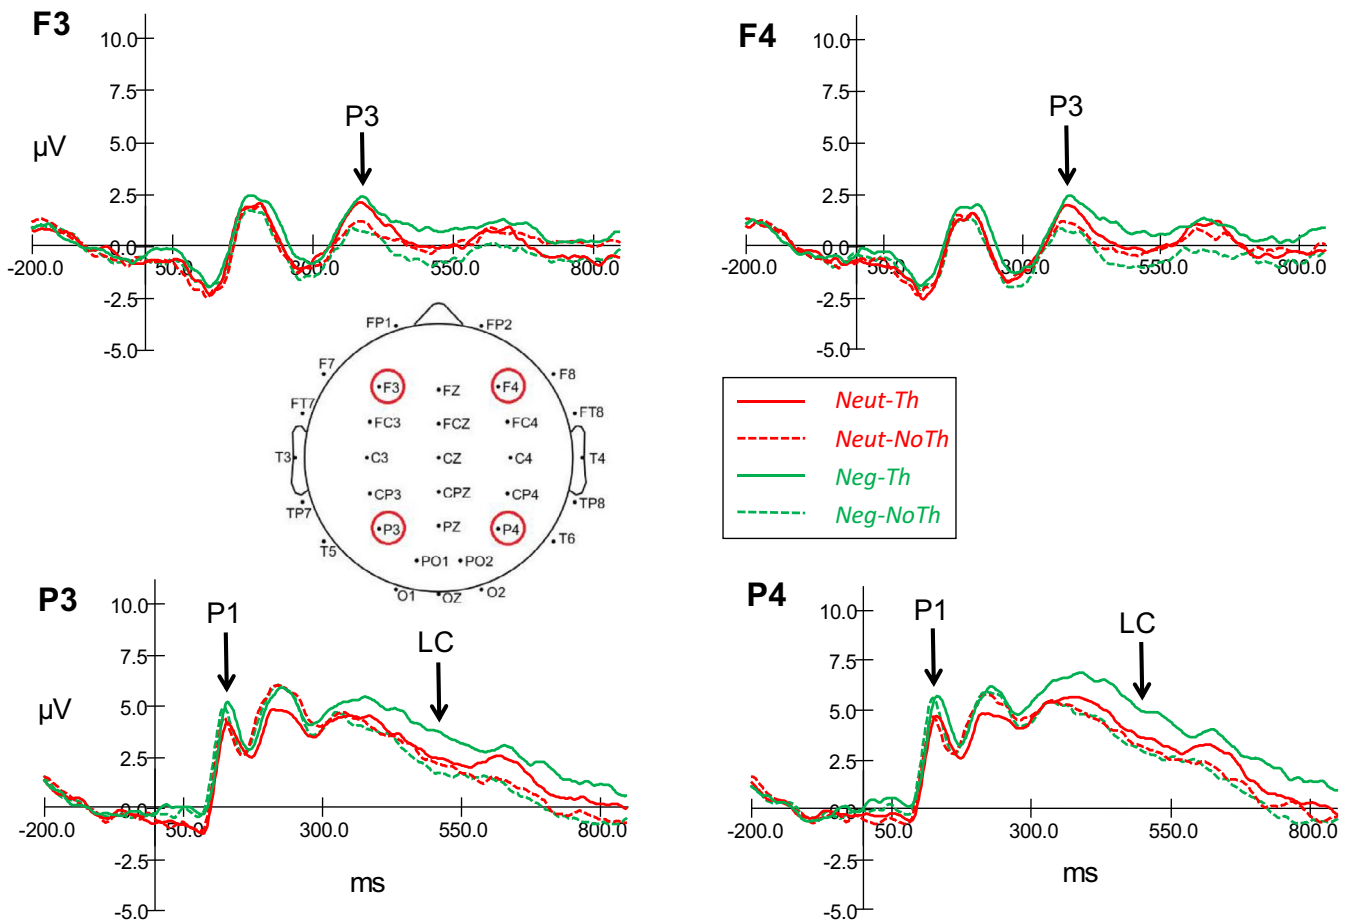 F3
10.0
7.5
5.0
2.5
0.0
-2.5
-5.0
µV
P3
-200.0
50.0
300.0
550.0
800.0
F4
10.0
7.5
5.0
2.5
0.0
-2.5
-5.0
P3
-200.0
50.0
300.0
550.0
800.0
FP1
FP2
F7
F3
FZ
F4
F8
FT7
FC3
FCZ
FC4
FT8
T3
C3
CZ
C4
T4
TP7
CP3
CPZ
CP4
TP8
T5
P3
PZ
P4
T6
PO1
PO2
O1
OZ
O2
Neut-Th
Neut-NoTh
Neg-Th
Neg-NoTh
P3
10.0
7.5
5.0
2.5
0.0
-2.5
-5.0
µV
P1
LC
-200.0
50.0
300.0
550.0
800.0
ms
P4
10.0
7.5
5.0
2.5
0.0
-2.5
-5.0
P1
LC
-200.0
50.0
300.0
550.0
800.0
ms